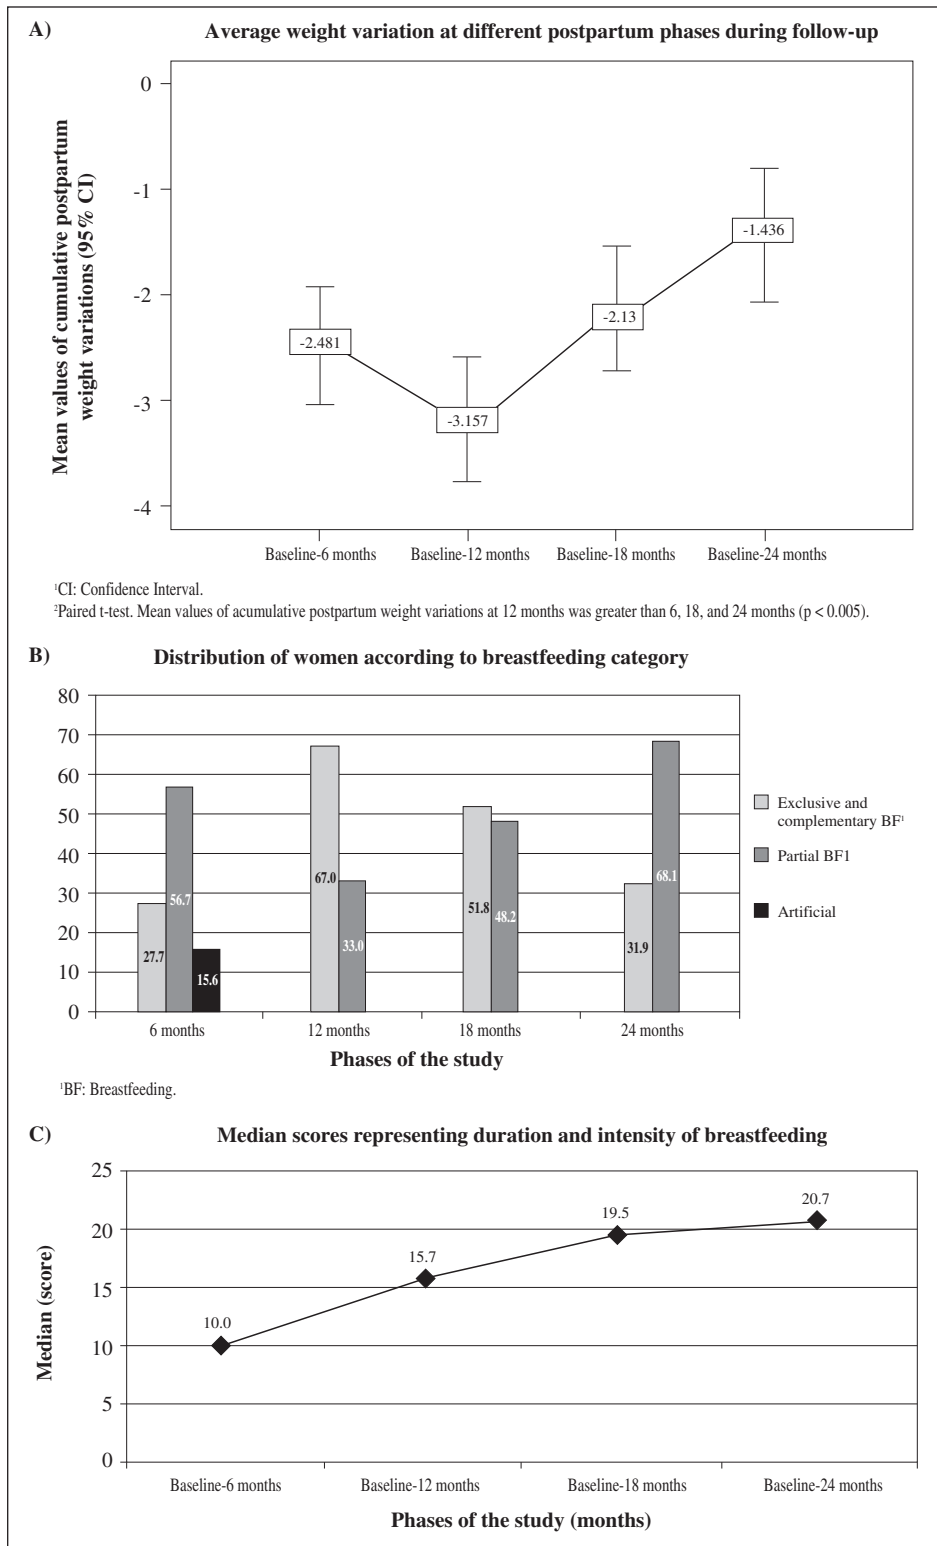 A)
Average weight variation at different postpartum phases during follow-up
Mean values of cumulative postpartum
weight variations (95% CI)
0
-1
-2
-3
-4
-2.481
-3.157
-2.13
-1.436
Baseline-6 months
Baseline-12 months
Baseline-18 months
Baseline-24 months
¹CI: Confidence Interval.
²Paired t-test. Mean values of acumulative postpartum weight variations at 12 months was greater than 6, 18, and 24 months (p < 0.005).
B)
Distribution of women according to breastfeeding category
80
70
60
50
40
30
20
10
0
27.7
56.7
15.6
67.0
33.0
51.8
48.2
31.9
68.1
6 months
12 months
18 months
24 months
Phases of the study
Exclusive and
complementary BF¹
Partial BF1
Artificial
¹BF: Breastfeeding.
C)
Median scores representing duration and intensity of breastfeeding
Median (score)
25
20
15
10
5
0
10.0
15.7
19.5
20.7
Baseline-6 months
Baseline-12 months
Baseline-18 months
Baseline-24 months
Phases of the study (months)